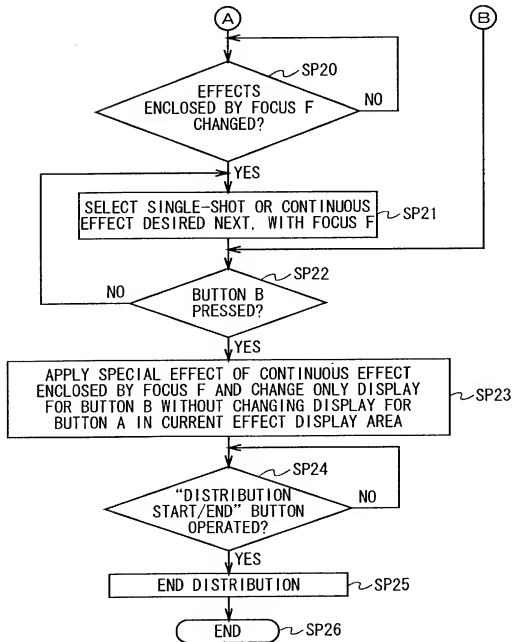 A
B
SP20
EFFECTS
ENCLOSED BY FOCUS F
CHANGED?
NO
YES
SELECT SINGLE-SHOT OR CONTINUOUS
EFFECT DESIRED NEXT, WITH FOCUS F
SP21
SP22
NO
BUTTON B
PRESSED?
YES
APPLY SPECIAL EFFECT OF CONTINUOUS EFFECT
ENCLOSED BY FOCUS F AND CHANGE ONLY DISPLAY
FOR BUTTON B WITHOUT CHANGING DISPLAY FOR
BUTTON A IN CURRENT EFFECT DISPLAY AREA
SP23
SP24
“DISTRIBUTION
START/END” BUTTON
OPERATED?
NO
YES
END DISTRIBUTION
SP25
END
SP26